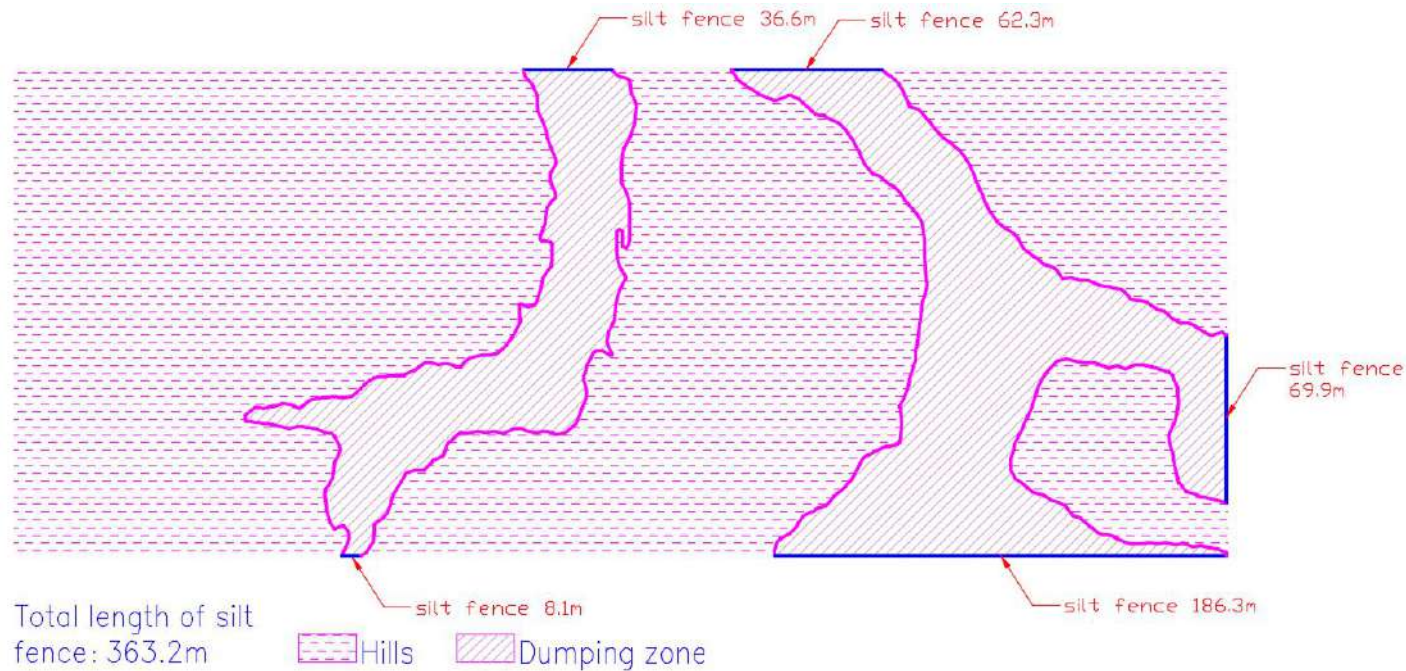 silt fence 36.6m
silt fence 62.3m
silt fence
69.9m
silt fence 8.1m
silt fence 186.3m
Total length of silt
fence: 363.2m
Hills
Dumping zone